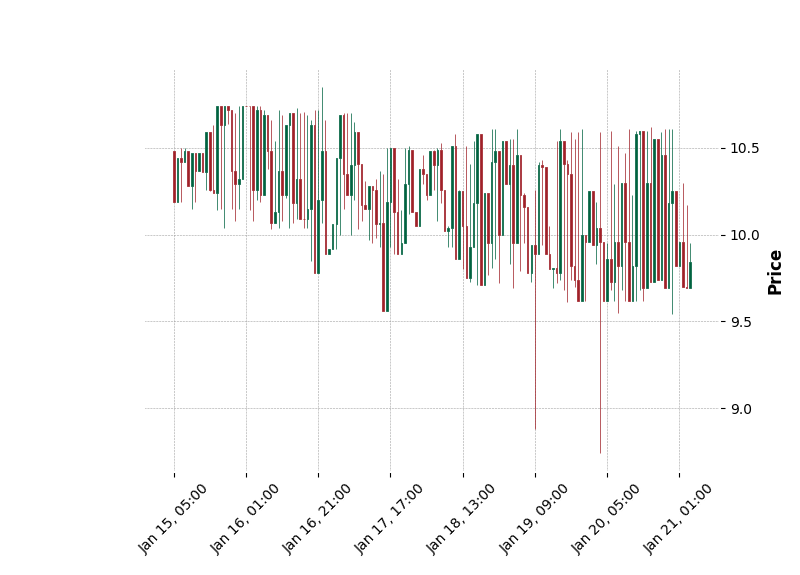 10.5
10.0
9.5
9.0
Price
Jan 15, 05:00
Jan 16, 01:00
Jan 16, 21:00
Jan 17, 17:00
Jan 18, 13:00
Jan 19, 09:00
Jan 20, 05:00
Jan 21, 01:00